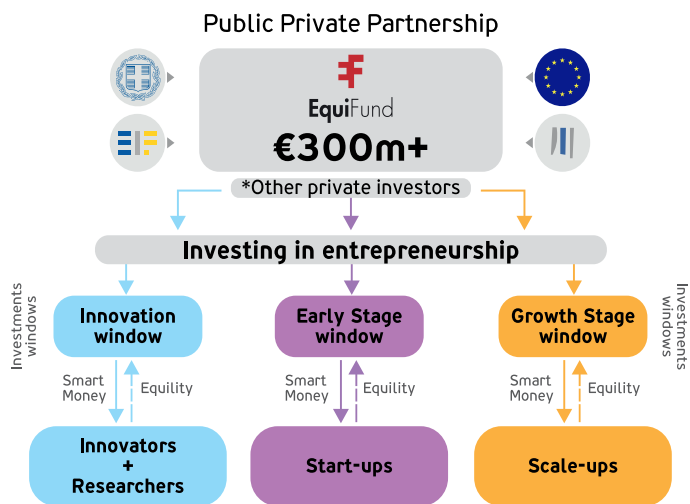 Public Private Partnership
EquiFund
EIF
€300m+
*Other private investors
Investing in entrepreneurship
Investments
windows
Innovation
window
Early Stage
window
Growth Stage
window
Investments
windows
Smart
Money
Equility
Smart
Money
Equility
Smart
Money
Equility
Innovators
+
Researchers
Start-ups
Scale-ups